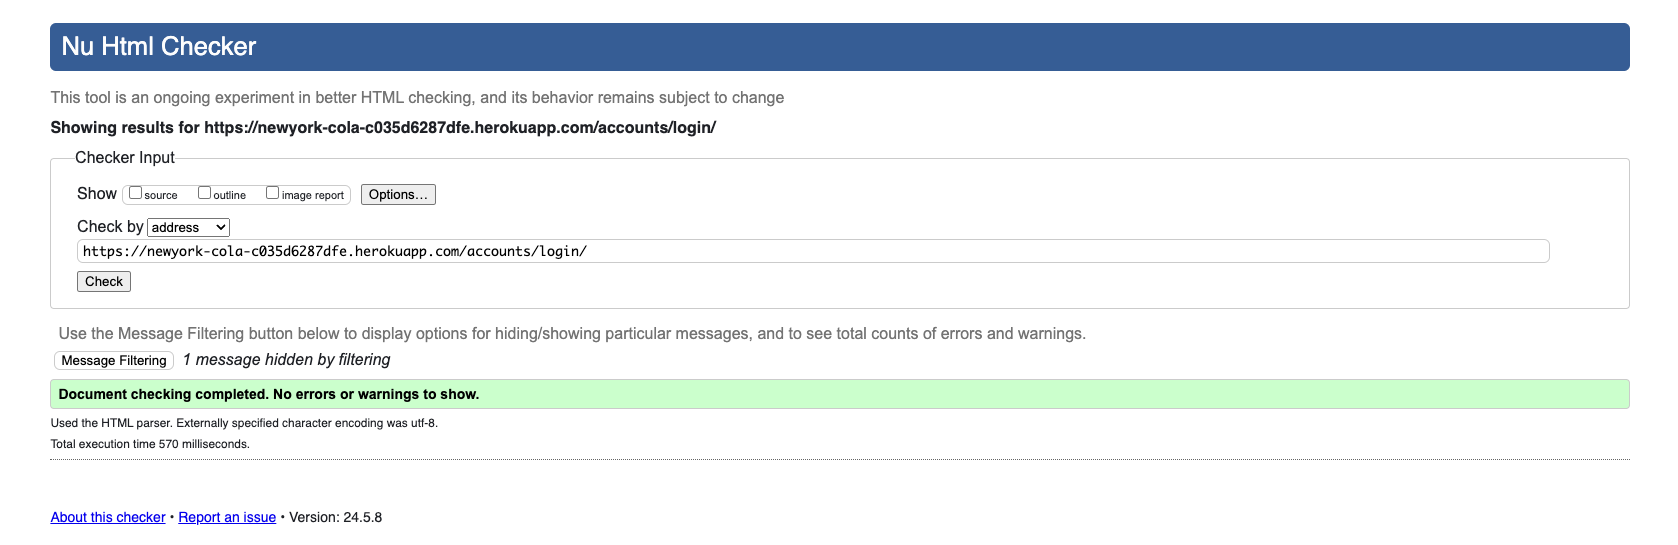 Nu Html Checker
This tool is an ongoing experiment in better HTML checking, and its behavior remains subject to change
Showing results for https://newyork-cola-c035d6287dfe.herokuapp.com/accounts/login/
Checker Input
Show source outline image report Options...
Check by address
https://newyork-cola-c035d6287dfe.herokuapp.com/accounts/login/
Check
Use the Message Filtering button below to display options for hiding/showing particular messages, and to see total counts of errors and warnings.
Message Filtering 1 message hidden by filtering
Document checking completed. No errors or warnings to show.
Used the HTML parser. Externally specified character encoding was utf-8.
Total execution time 570 milliseconds.
About this checker • Report an issue • Version: 24.5.8